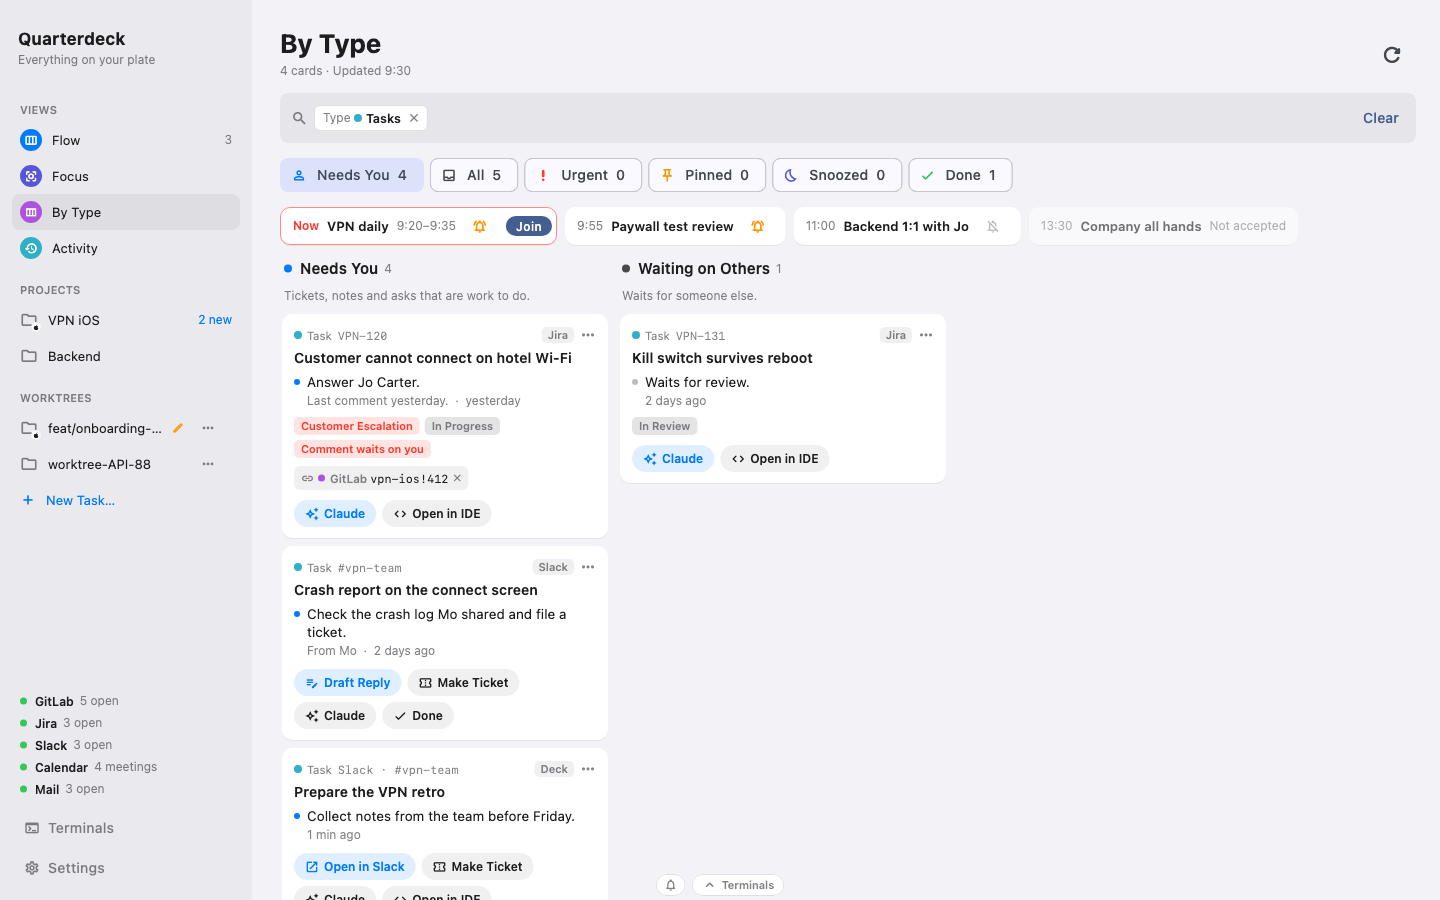 Quarterdeck
Everything on your plate
VIEWS
Flow 3
Focus
By Type
Activity
PROJECTS
VPN iOS 2 new
Backend
WORKTREES
feat/onboarding-...
worktree-API-88
New Task...
GitLab 5 open
Jira 3 open
Slack 3 open
Calendar 4 meetings
Mail 3 open
Terminals
Settings
By Type
4 cards · Updated 9:30
Type Tasks
Clear
Needs You 4
All 5
Urgent 0
Pinned 0
Snoozed 0
Done 1
Now VPN daily 9:20–9:35 Join
9:55 Paywall test review
11:00 Backend 1:1 with Jo
13:30 Company all hands Not accepted
Needs You 4
Tickets, notes and asks that are work to do.
Task VPN-120 Jira
Customer cannot connect on hotel Wi-Fi
Answer Jo Carter.
Last comment yesterday. · yesterday
Customer Escalation In Progress
Comment waits on you
GitLab vpn-ios!412
Claude Open in IDE
Task #vpn-team Slack
Crash report on the connect screen
Check the crash log Mo shared and file a
ticket.
From Mo · 2 days ago
Draft Reply Make Ticket
Claude Done
Task Slack · #vpn-team Deck
Prepare the VPN retro
Collect notes from the team before Friday.
1 min ago
Open in Slack Make Ticket
Claude Open in IDE
Waiting on Others 1
Waits for someone else.
Task VPN-131 Jira
Kill switch survives reboot
Waits for review.
2 days ago
In Review
Claude Open in IDE
Terminals